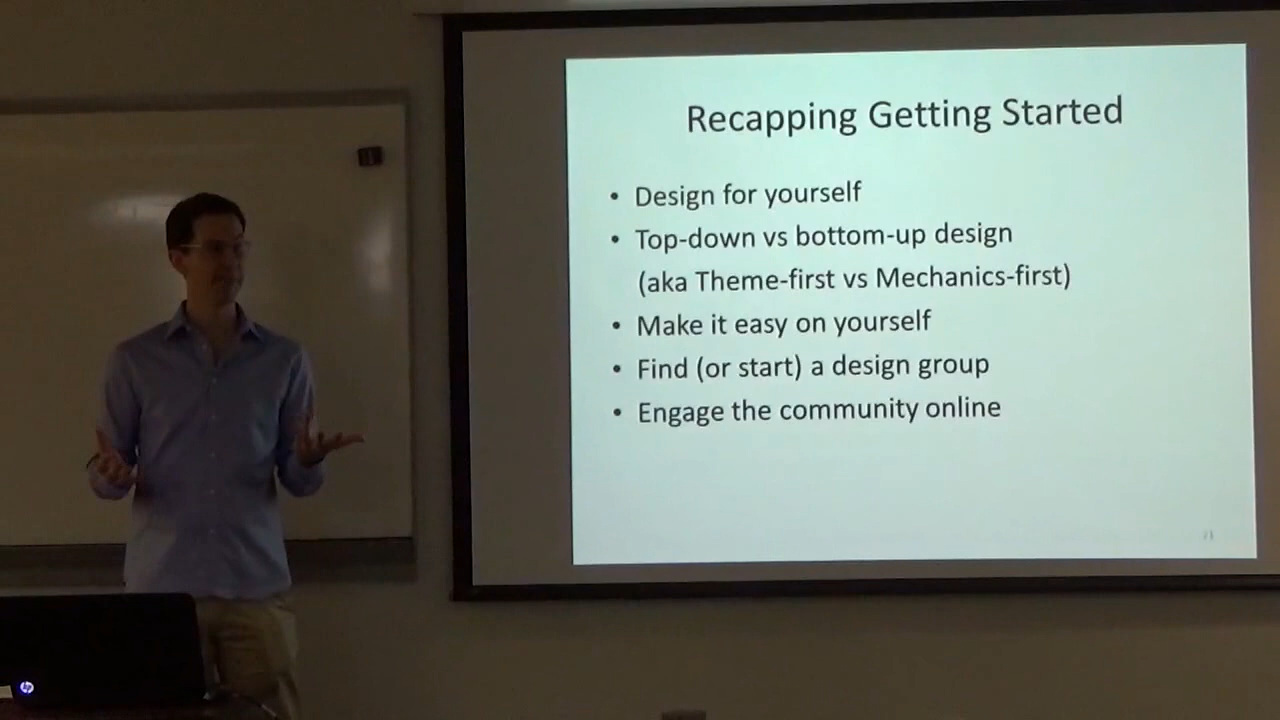 Recapping Getting Started
• Design for yourself
• Top-down vs bottom-up design
(aka Theme-first vs Mechanics-first)
• Make it easy on yourself
• Find (or start) a design group
• Engage the community online
hp